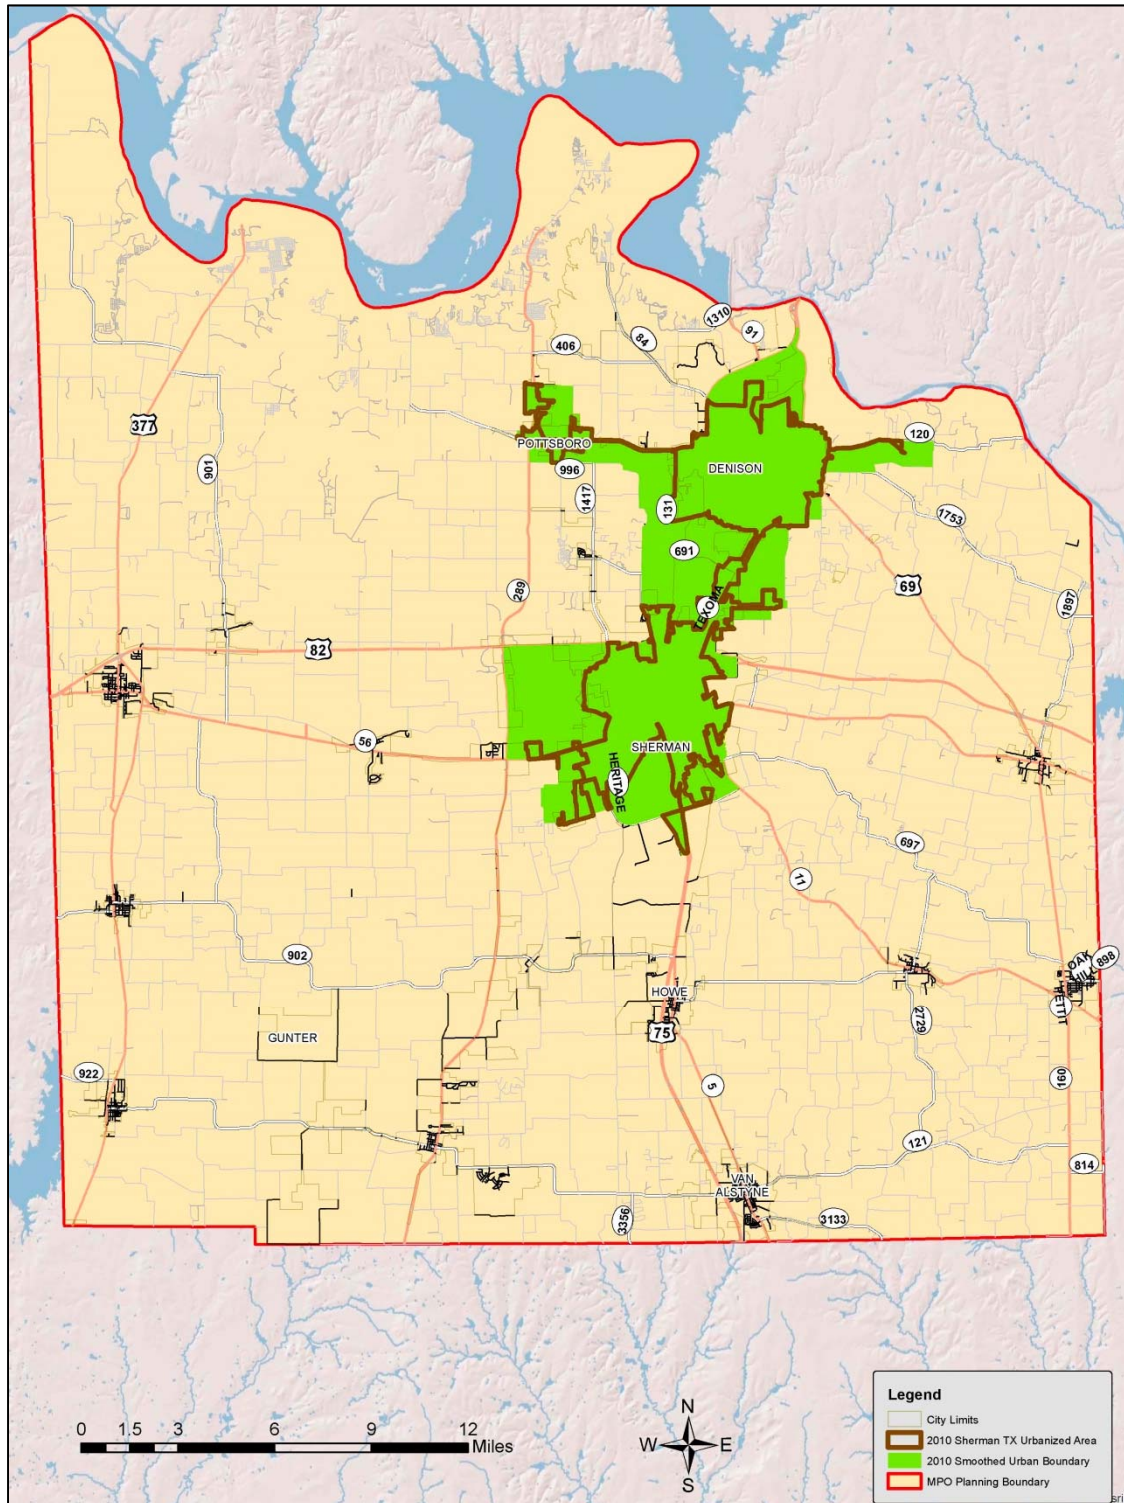 1310
91
84
406
377
POTTSBORO
120
901
996
DENISON
1417
131
1753
691
289
TEXOMA
69
1897
82
56
SHERMAN
HERITAGE
697
11
902
OAK HILL
898
HOWE
PETTIT
75
2729
GUNTER
922
5
160
121
814
VAN
ALSTYNE
3356
3133
Legend
City Limits
2010 Sherman TX Urbanized Area
2010 Smoothed Urban Boundary
MPO Planning Boundary
0 1.5 3 6 9 12
Miles
N
W E
S